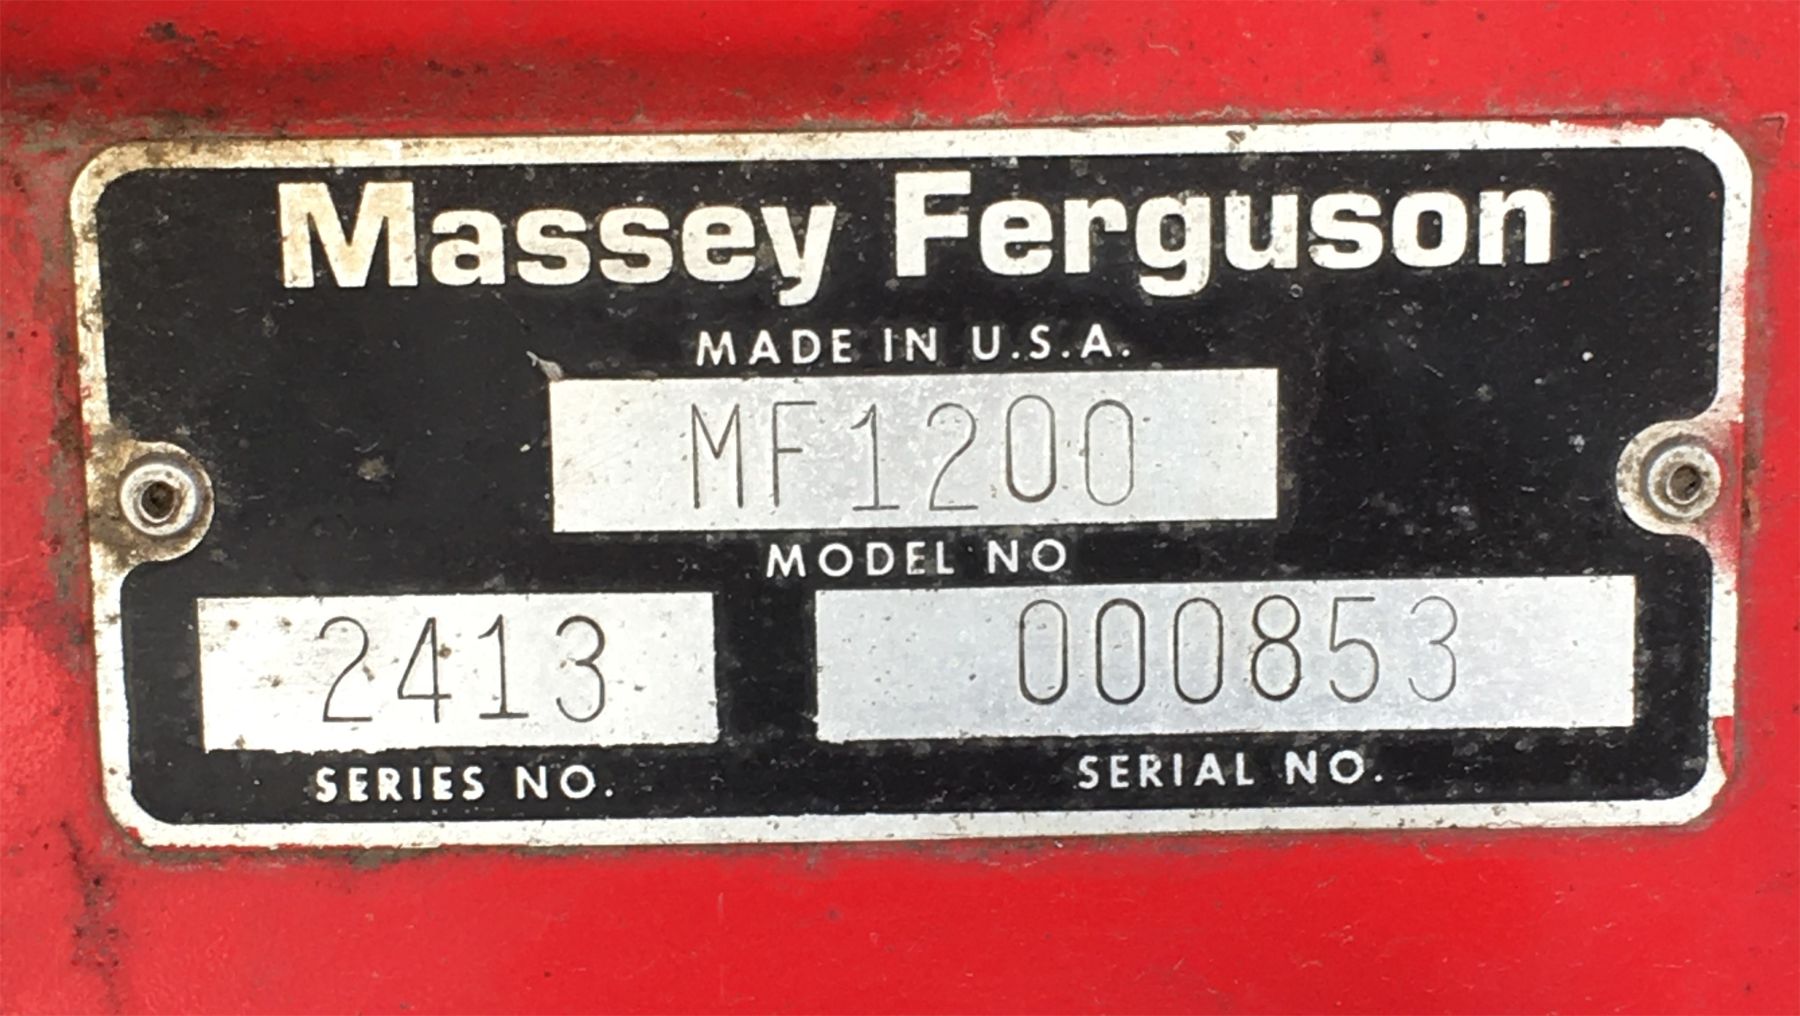 Massey Ferguson
MADE IN U.S.A.
MF1200
MODEL NO
2413 000853
SERIES NO. SERIAL NO.